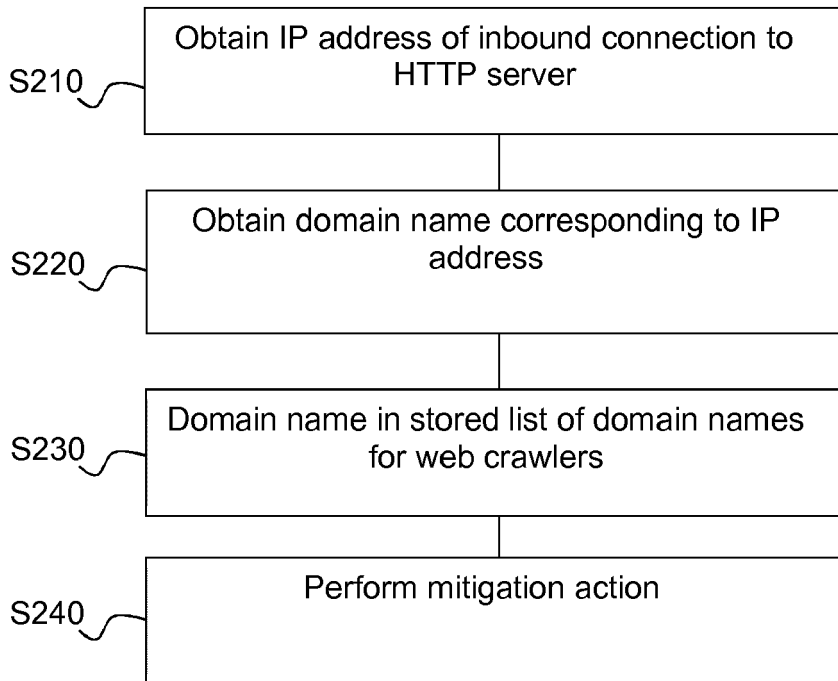 Obtain IP address of inbound connection to
HTTP server
S210
Obtain domain name corresponding to IP
address
S220
Domain name in stored list of domain names
for web crawlers
S230
Perform mitigation action
S240